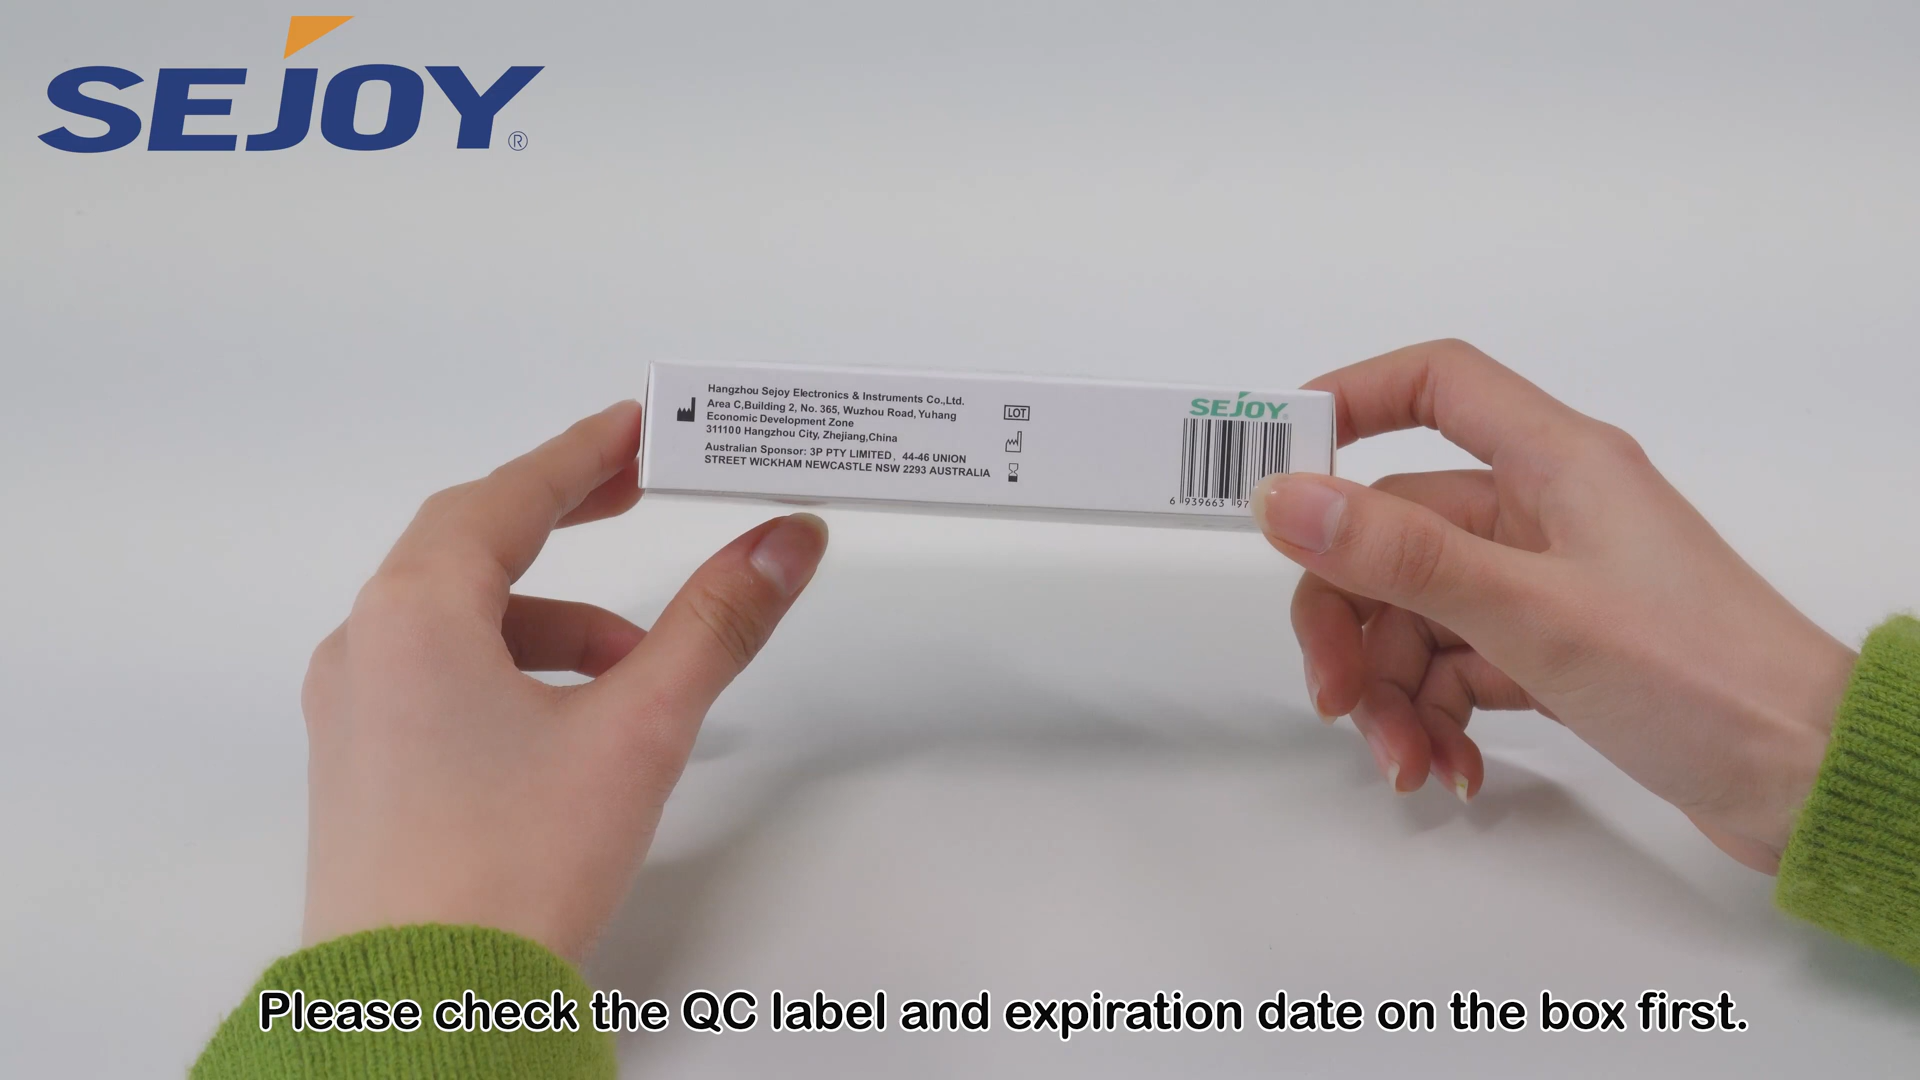 SEJOY®
Hangzhou Sejoy Electronics & Instruments Co.,Ltd.
Area C,Building 2, No. 365, Wuzhou Road, Yuhang
Economic Development Zone
311100 Hangzhou City, Zhejiang,China
Australian Sponsor: 3P PTY LIMITED, 44-46 UNION
STREET WICKHAM NEWCASTLE NSW 2293 AUSTRALIA
LOT
SEJOY
6 939663 97
Please check the QC label and expiration date on the box first.